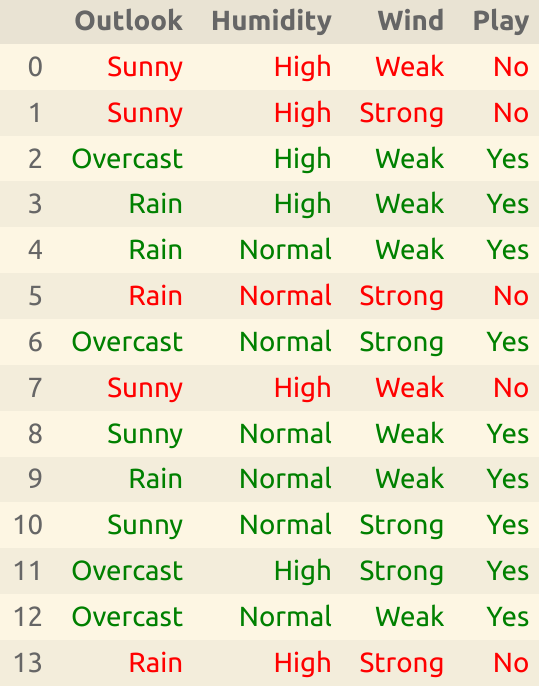 Outlook Humidity Wind Play
0 Sunny High Weak No
1 Sunny High Strong No
2 Overcast High Weak Yes
3 Rain High Weak Yes
4 Rain Normal Weak Yes
5 Rain Normal Strong No
6 Overcast Normal Strong Yes
7 Sunny High Weak No
8 Sunny Normal Weak Yes
9 Rain Normal Weak Yes
10 Sunny Normal Strong Yes
11 Overcast High Strong Yes
12 Overcast Normal Weak Yes
13 Rain High Strong No